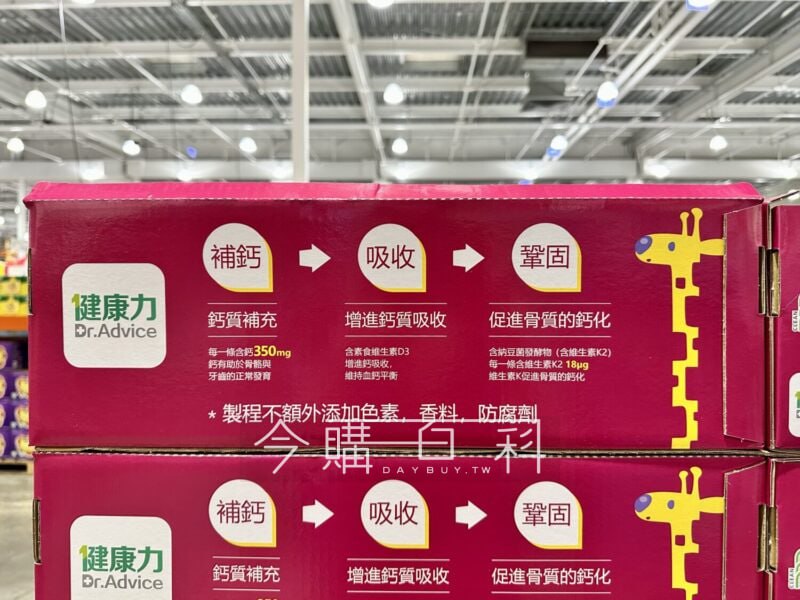 健康力
Dr.Advice
補鈣
吸收
鞏固
鈣質補充
增進鈣質吸收
促進骨質的鈣化
每一條含鈣350mg
鈣有助於骨骼與
牙齒的正常發育
含素食維生素D3
增進鈣吸收,
維持血鈣平衡
含納豆菌發酵物(含維生素K2)
每一條含維生素K2 18μg
維生素K促進骨質的鈣化
* 製程不額外添加色素, 香料, 防腐劑
今購百科
DAYBUY.TW
健康力
Dr.Advice
補鈣
吸收
鞏固
鈣質補充
增進鈣質吸收
促進骨質的鈣化